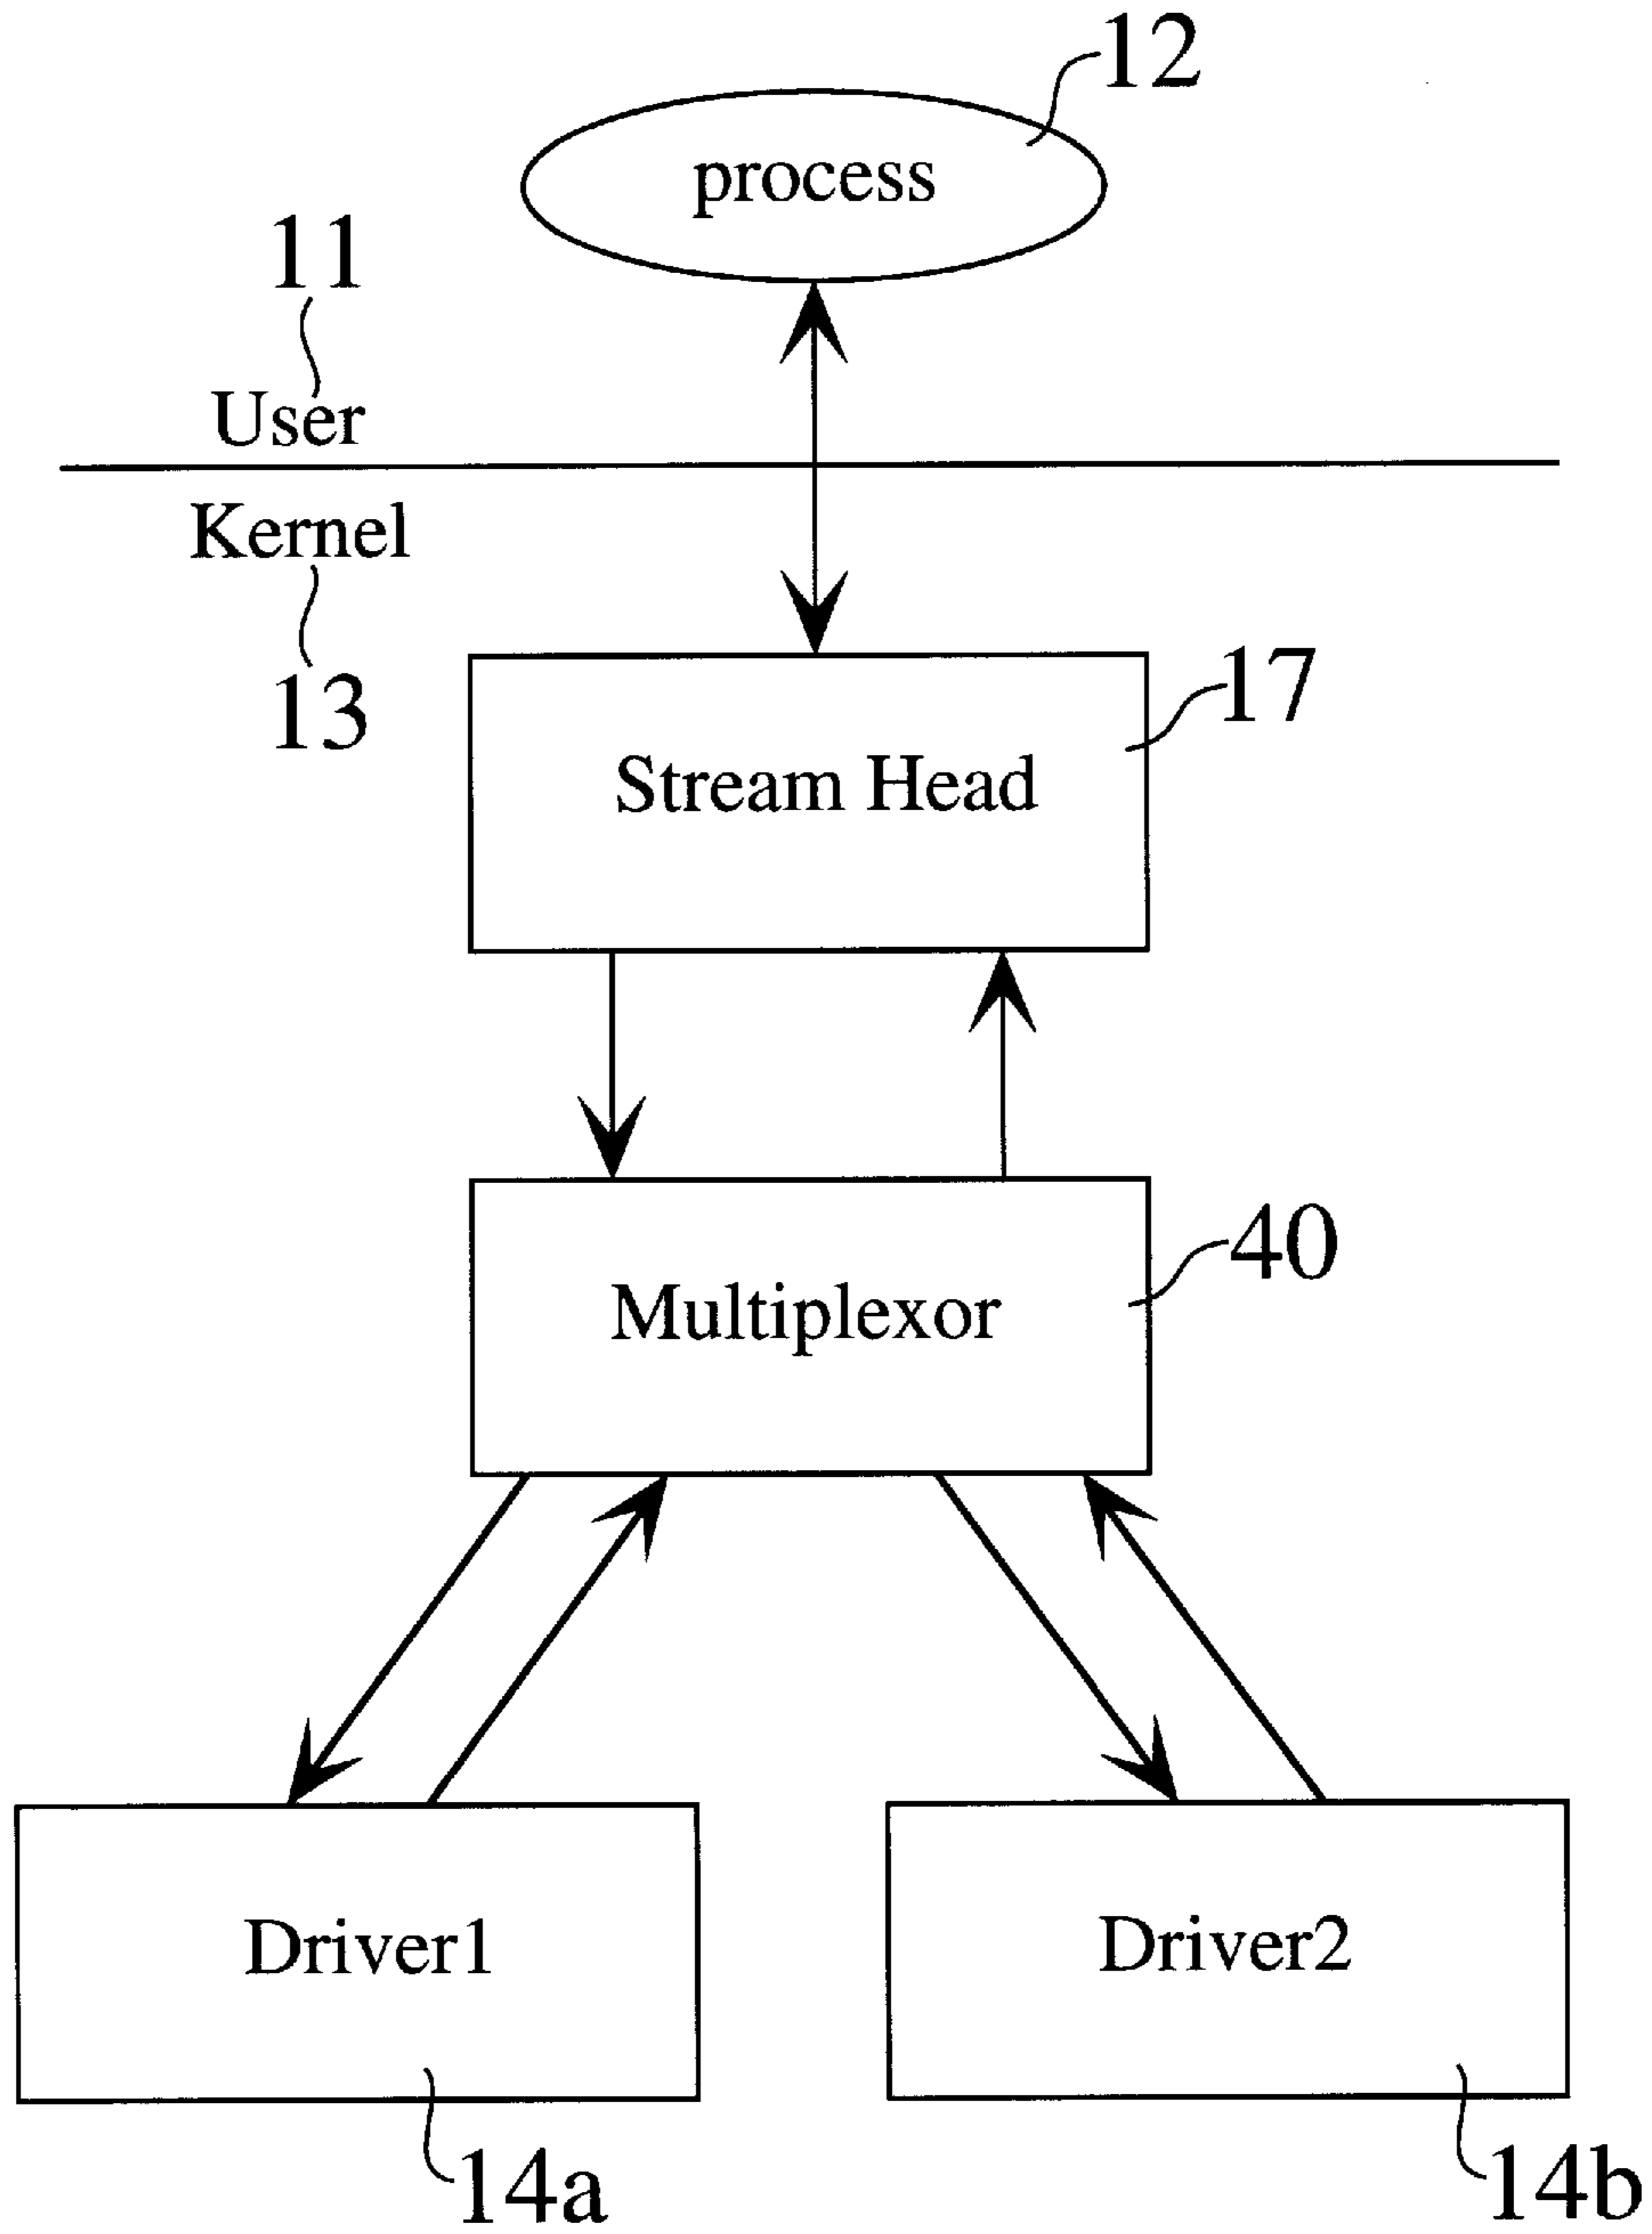 12
process
11
User
Kernel
13
17
Stream Head
40
Multiplexor
Driver1
Driver2
14a
14b